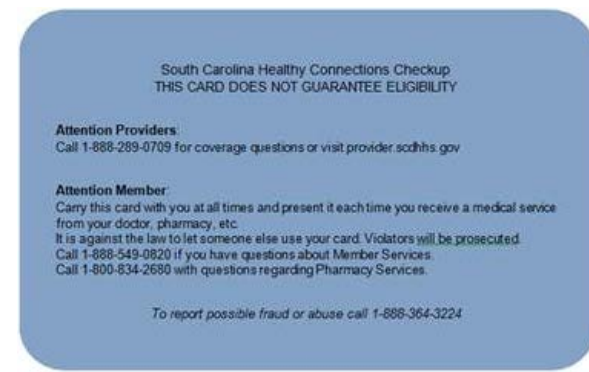 South Carolina Healthy Connections Checkup
THIS CARD DOES NOT GUARANTEE ELIGIBILITY
Attention Providers:
Call 1-888-289-0709 for coverage questions or visit provider.scdhhs.gov
Attention Member:
Carry this card with you at all times and present it each time you receive a medical service
from your doctor, pharmacy, etc.
It is against the law to let someone else use your card. Violators will be prosecuted.
Call 1-888-549-0820 if you have questions about Member Services.
Call 1-800-834-2680 with questions regarding Pharmacy Services.
To report possible fraud or abuse call 1-888-364-3224